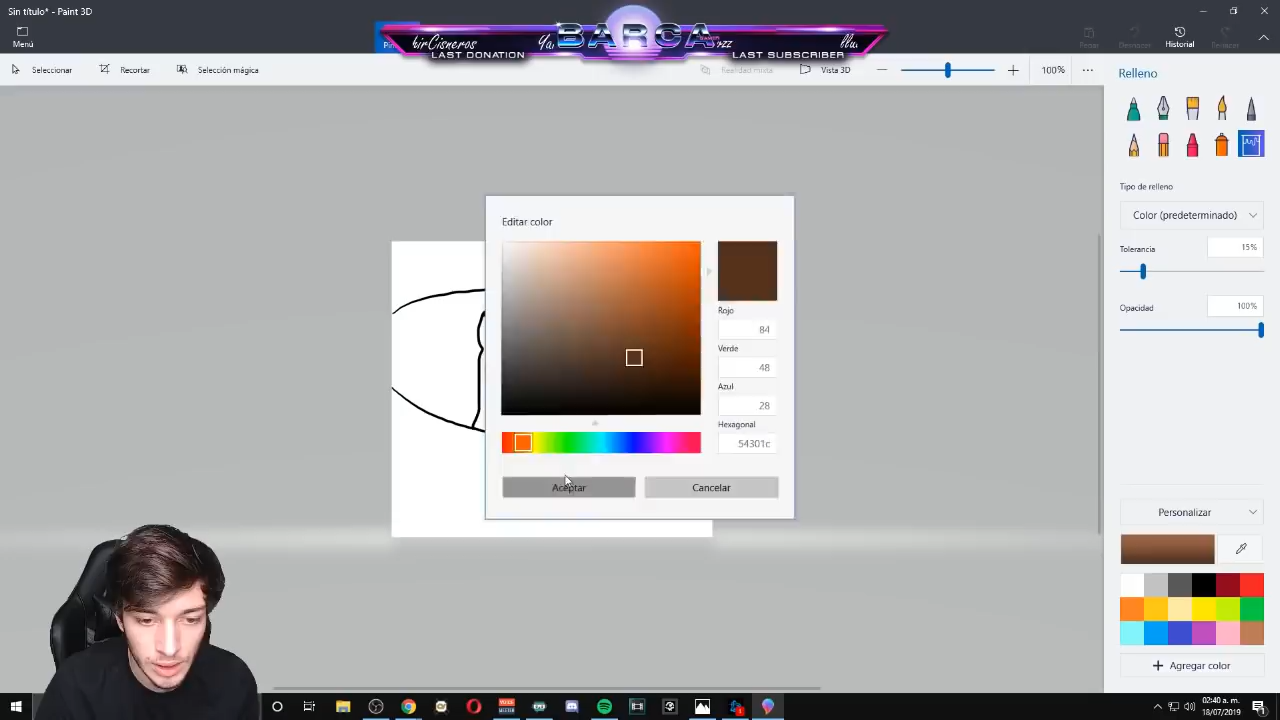 Sin título* - Paint 3D
Menú
BARCA
LAST DONATION
LAST SUBSCRIBER
Historial
Recortar
Selección mágica
Realidad mixta
Vista 3D
100%
Relleno
Tipo de relleno
Color (predeterminado)
Tolerancia
15%
Opacidad
100%
Editar color
Rojo
84
Verde
48
Azul
28
Hexagonal
54301c
Aceptar
Cancelar
Personalizar
Agregar color
02:40 a. m.
18/07/2019